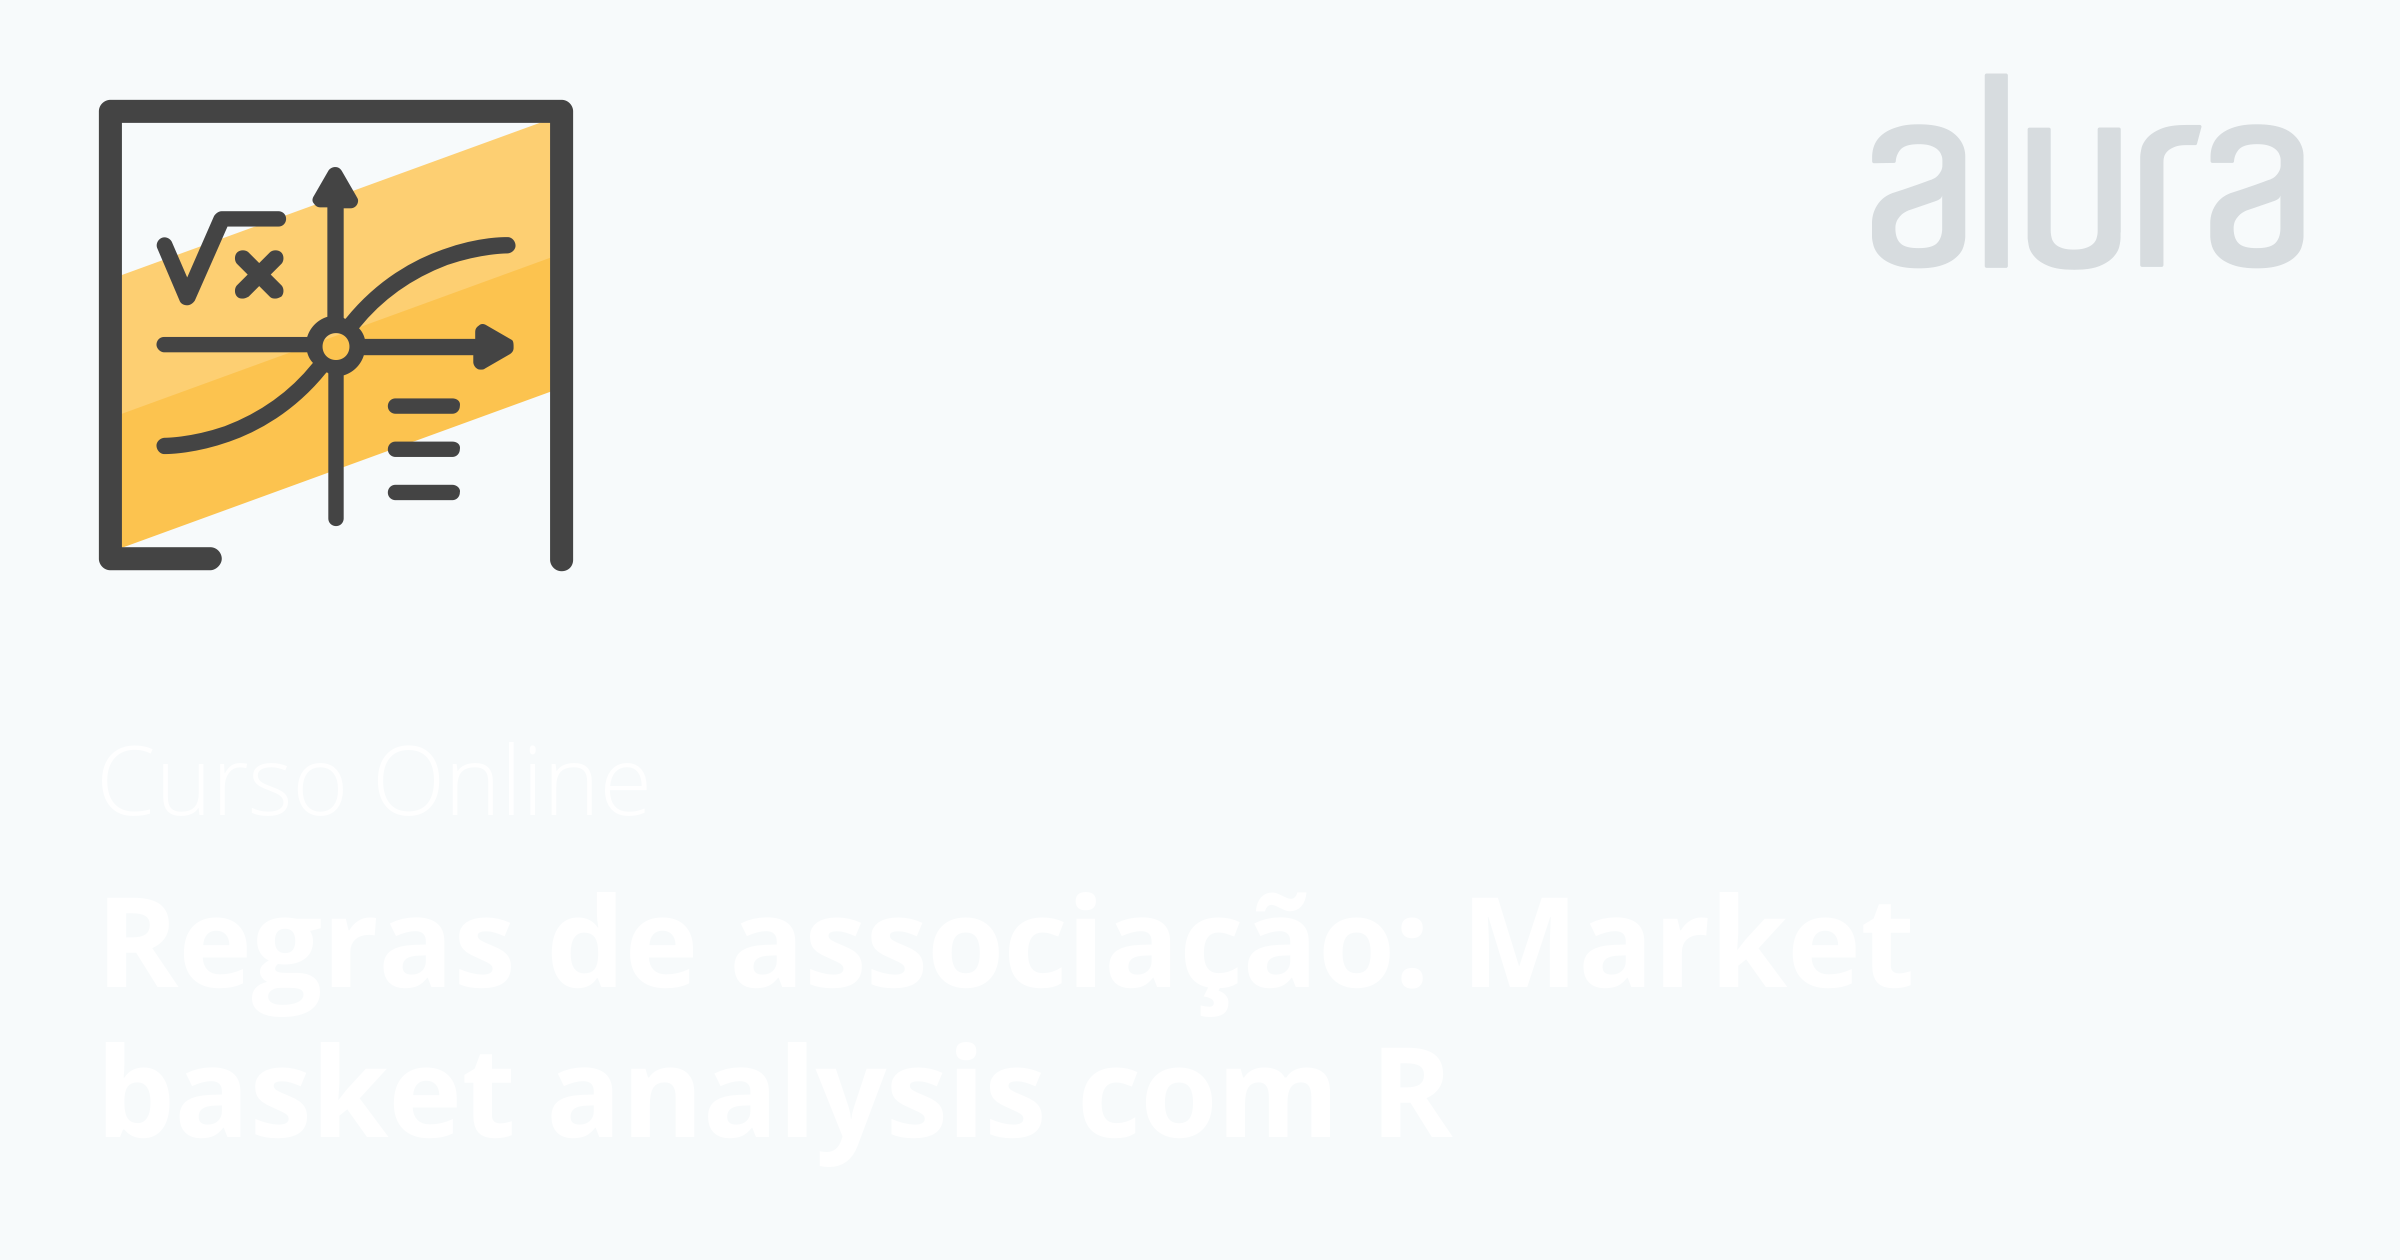 alura
√x
Curso Online
Regras de associação: Market
basket analysis com R